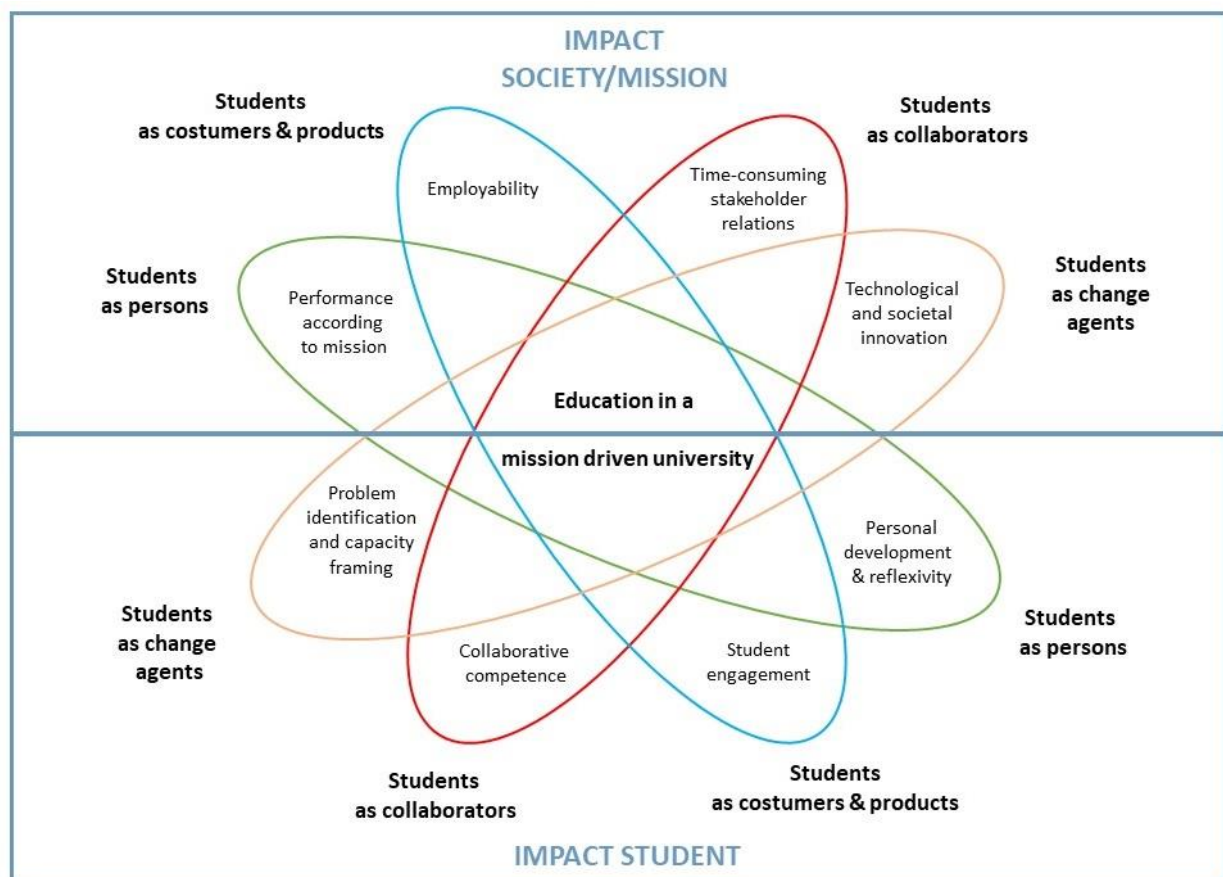 IMPACT
SOCIETY/MISSION
Students
as costumers & products
Students
as collaborators
Employability
Time-consuming
stakeholder
relations
Students
as persons
Students
as change
agents
Performance
according
to mission
Technological
and societal
innovation
Education in a
mission driven university
Problem
identification
and capacity
framing
Personal
development
& reflexivity
Students
as change
agents
Students
as persons
Collaborative
competence
Student
engagement
Students
as collaborators
Students
as costumers & products
IMPACT STUDENT